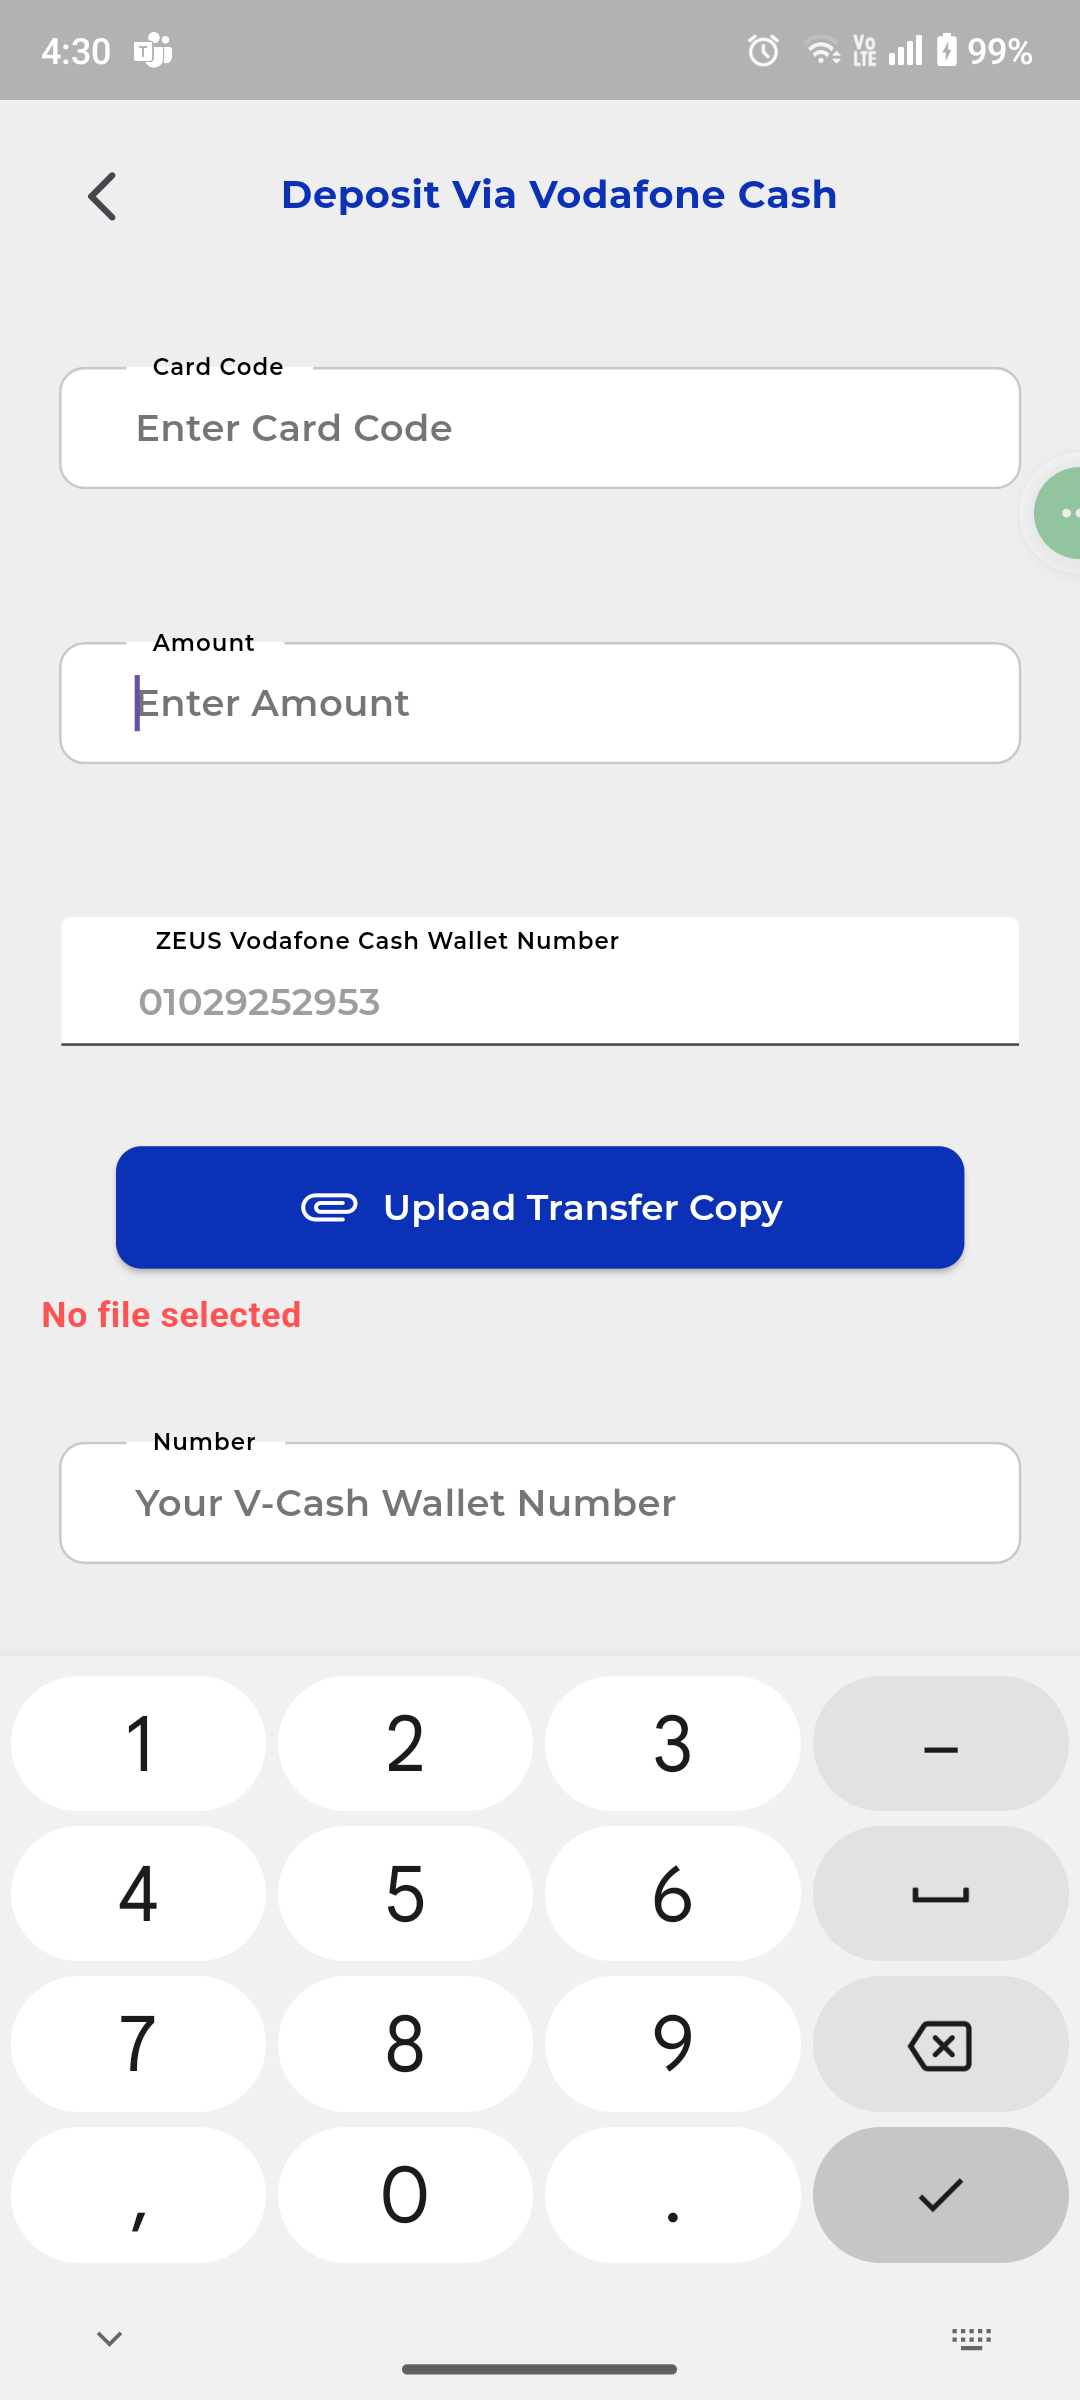 4:30
T
Vo
LTE
99%
Deposit Via Vodafone Cash
Card Code
Enter Card Code
Amount
Enter Amount
ZEUS Vodafone Cash Wallet Number
01029252953
Upload Transfer Copy
No file selected
Number
Your V-Cash Wallet Number
1 2 3 –
4 5 6
7 8 9
, 0 .